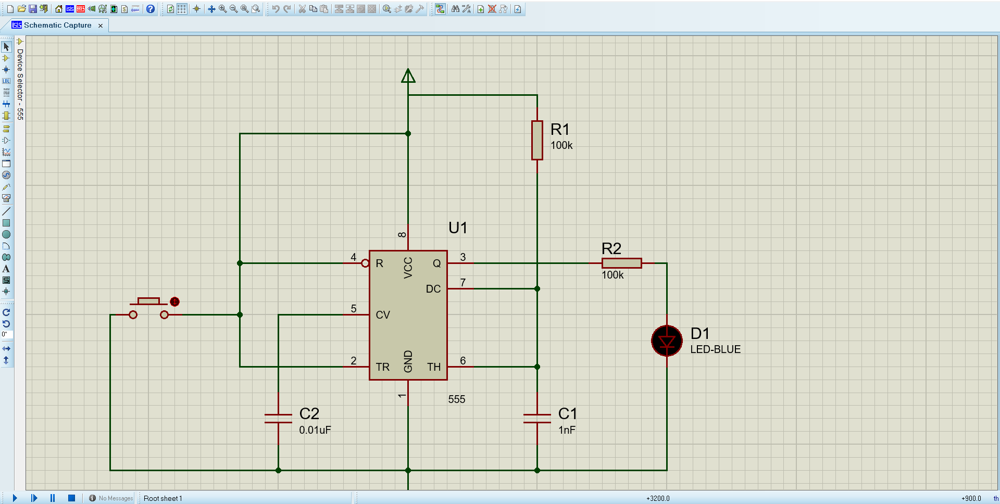 ISIS Schematic Capture
LBL
Device Selector - 555
A
0°
R1
100k
U1
8
4
R
VCC
Q
3
R2
100k
DC
7
5
CV
2
TR
GND
TH
6
1
555
D1
LED-BLUE
C2
0.01uF
C1
1nF
No Messages
Root sheet 1
+3200.0
+900.0
th